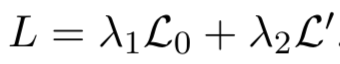 L = λ₁ℒ₀ + λ₂ℒ′.